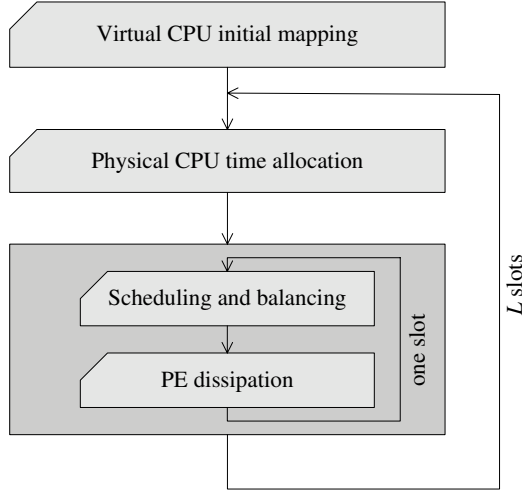 Virtual CPU initial mapping
Physical CPU time allocation
Scheduling and balancing
PE dissipation
one slot
L slots